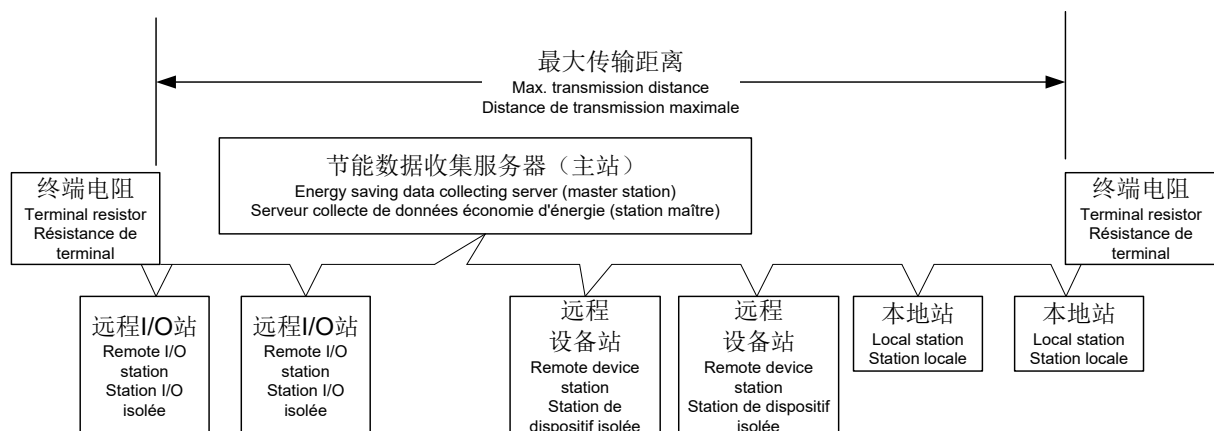 最大传输距离
Max. transmission distance
Distance de transmission maximale
节能数据收集服务器（主站）
Energy saving data collecting server (master station)
Serveur collecte de données économie d'énergie (station maître)
终端电阻
Terminal resistor
Résistance de
terminal
终端电阻
Terminal resistor
Résistance de
terminal
远程I/O站
Remote I/O
station
Station I/O
isolée
远程I/O站
Remote I/O
station
Station I/O
isolée
远程
设备站
Remote device
station
Station de
dispositif isolée
远程
设备站
Remote device
station
Station de dispositif
isolée
本地站
Local station
Station locale
本地站
Local station
Station locale